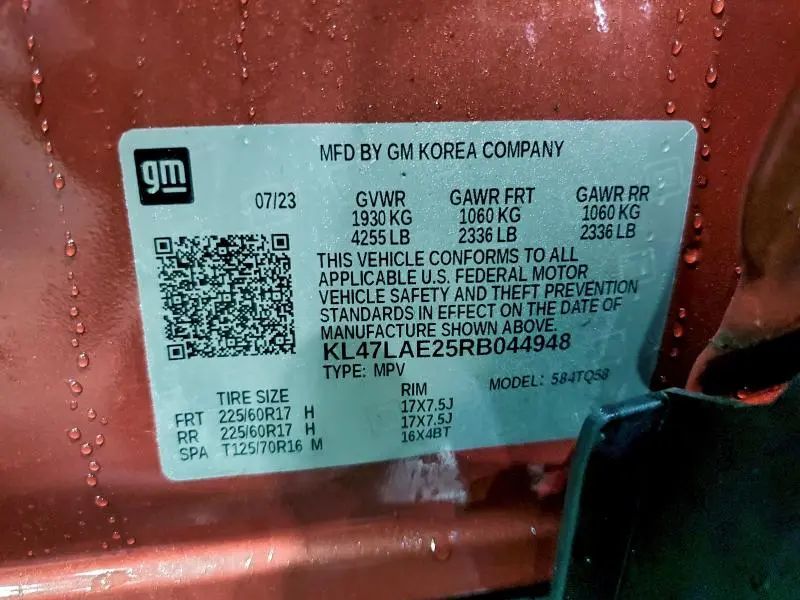 gm
MFD BY GM KOREA COMPANY
07/23
GVWR GAWR FRT GAWR RR
1930 KG 1060 KG 1060 KG
4255 LB 2336 LB 2336 LB
THIS VEHICLE CONFORMS TO ALL
APPLICABLE U.S. FEDERAL MOTOR
VEHICLE SAFETY AND THEFT PREVENTION
STANDARDS IN EFFECT ON THE DATE OF
MANUFACTURE SHOWN ABOVE.
KL47LAE25RB044948
TYPE: MPV
MODEL: 584TQ58
TIRE SIZE RIM
FRT 225/60R17 H 17X7.5J
RR 225/60R17 H 17X7.5J
SPA T125/70R16 M 16X4BT